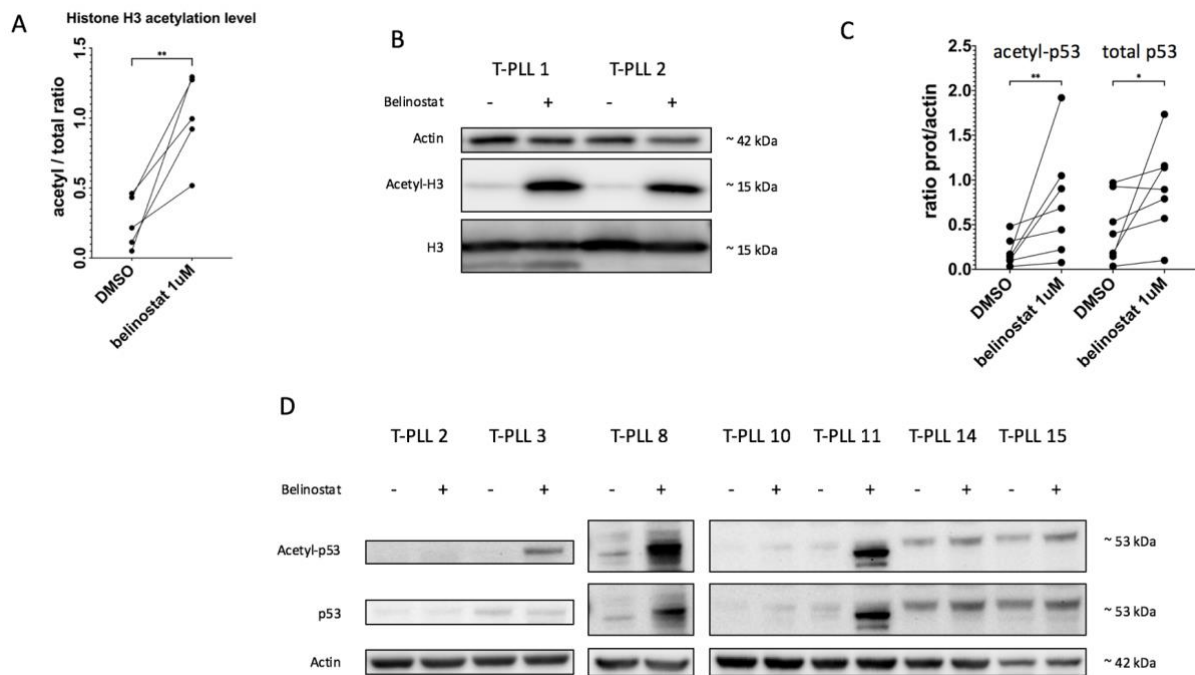 A
Histone H3 acetylation level
**
1.5
1.0
0.5
0.0
acetyl / total ratio
DMSO
belinostat 1uM
B
T-PLL 1 T-PLL 2
Belinostat - + - +
Actin ~ 42 kDa
Acetyl-H3 ~ 15 kDa
H3 ~ 15 kDa
C
acetyl-p53 total p53
** *
2.5
2.0
1.5
1.0
0.5
0.0
ratio prot/actin
DMSO
belinostat 1uM
DMSO
belinostat 1uM
D
T-PLL 2 T-PLL 3 T-PLL 8 T-PLL 10 T-PLL 11 T-PLL 14 T-PLL 15
Belinostat - + - + - + - + - + - + - +
Acetyl-p53 ~ 53 kDa
p53 ~ 53 kDa
Actin ~ 42 kDa